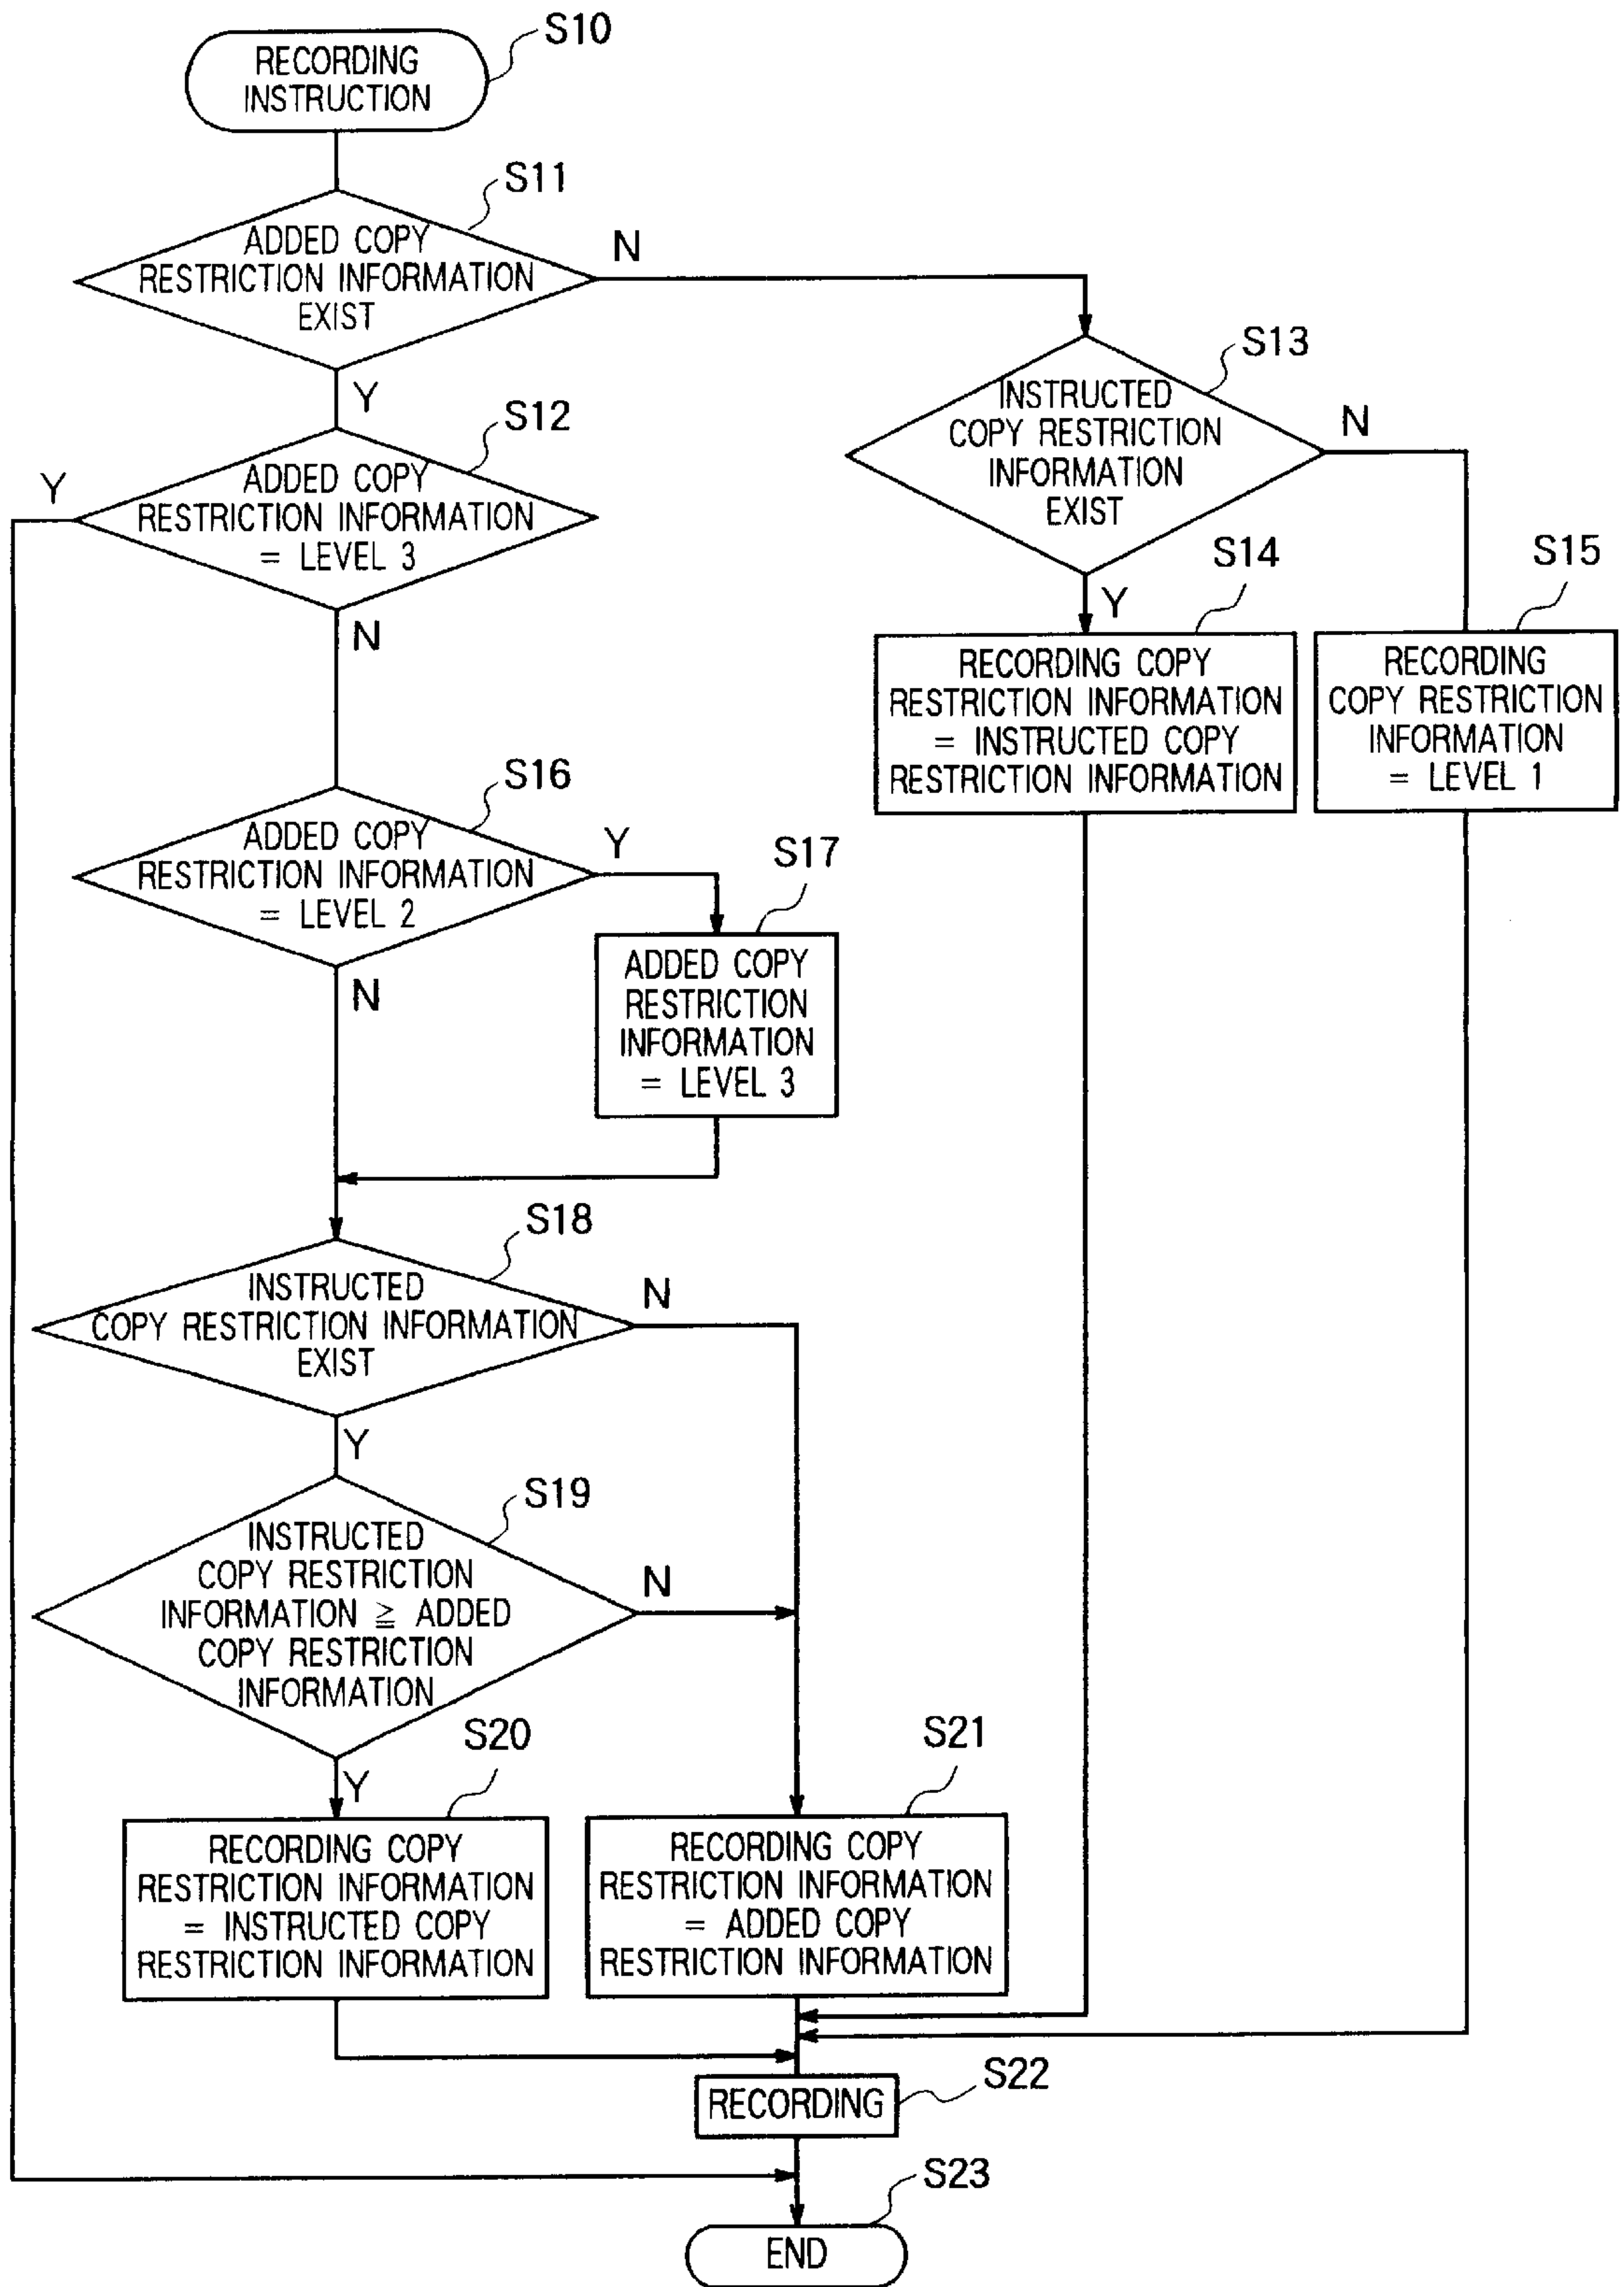 S10
RECORDING
INSTRUCTION
S11
ADDED COPY
RESTRICTION INFORMATION
EXIST
N
Y
S13
INSTRUCTED
COPY RESTRICTION
INFORMATION
EXIST
N
Y
S12
ADDED COPY
RESTRICTION INFORMATION
= LEVEL 3
Y
N
S14
RECORDING COPY
RESTRICTION INFORMATION
= INSTRUCTED COPY
RESTRICTION INFORMATION
S15
RECORDING
COPY RESTRICTION
INFORMATION
= LEVEL 1
S16
ADDED COPY
RESTRICTION INFORMATION
= LEVEL 2
Y
N
S17
ADDED COPY
RESTRICTION
INFORMATION
= LEVEL 3
S18
INSTRUCTED
COPY RESTRICTION INFORMATION
EXIST
N
Y
S19
INSTRUCTED
COPY RESTRICTION
INFORMATION ≧ ADDED
COPY RESTRICTION
INFORMATION
N
Y
S20
RECORDING COPY
RESTRICTION INFORMATION
= INSTRUCTED COPY
RESTRICTION INFORMATION
S21
RECORDING COPY
RESTRICTION INFORMATION
= ADDED COPY
RESTRICTION INFORMATION
S22
RECORDING
S23
END